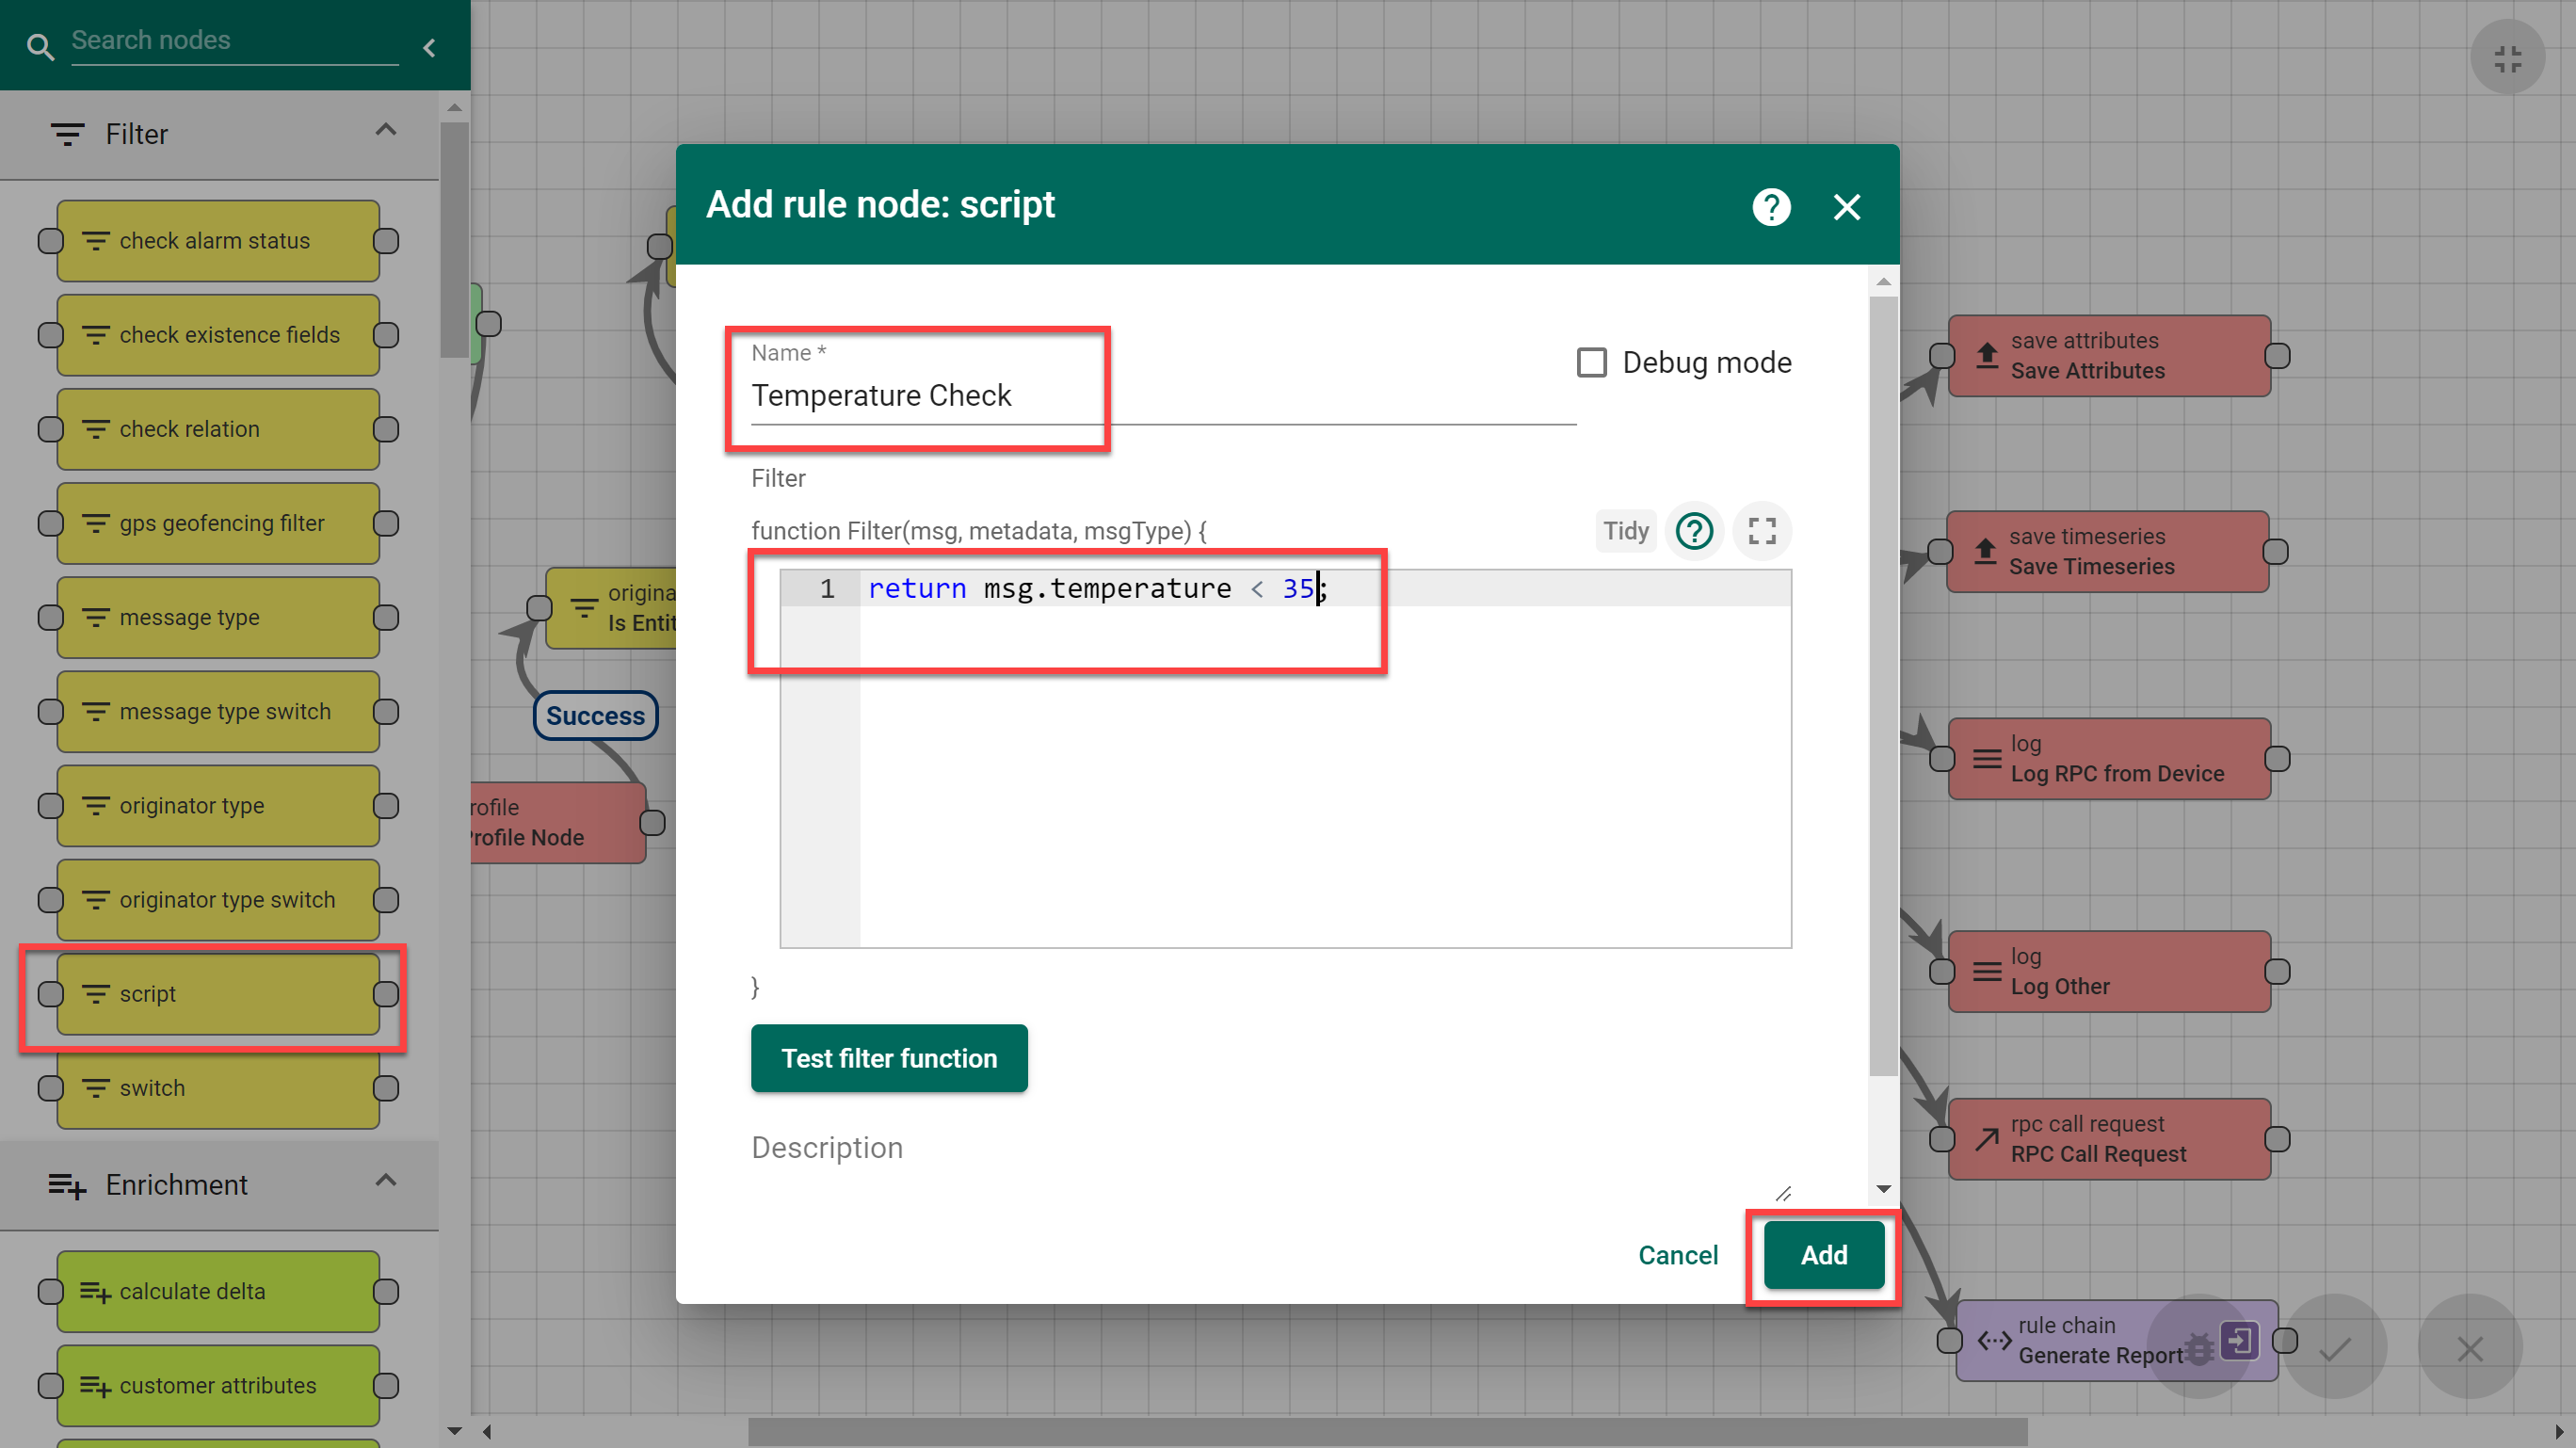 Search nodes
Filter
check alarm status
check existence fields
check relation
gps geofencing filter
message type
message type switch
originator type
originator type switch
script
switch
Enrichment
calculate delta
customer attributes
origina
Is Entit
Success
rofile
Profile Node
Add rule node: script
?
Name *
Temperature Check
Debug mode
Filter
function Filter(msg, metadata, msgType) {
Tidy
?
1 return msg.temperature < 35;
}
Test filter function
Description
Cancel
Add
save attributes
Save Attributes
save timeseries
Save Timeseries
log
Log RPC from Device
log
Log Other
rpc call request
RPC Call Request
rule chain
Generate Report